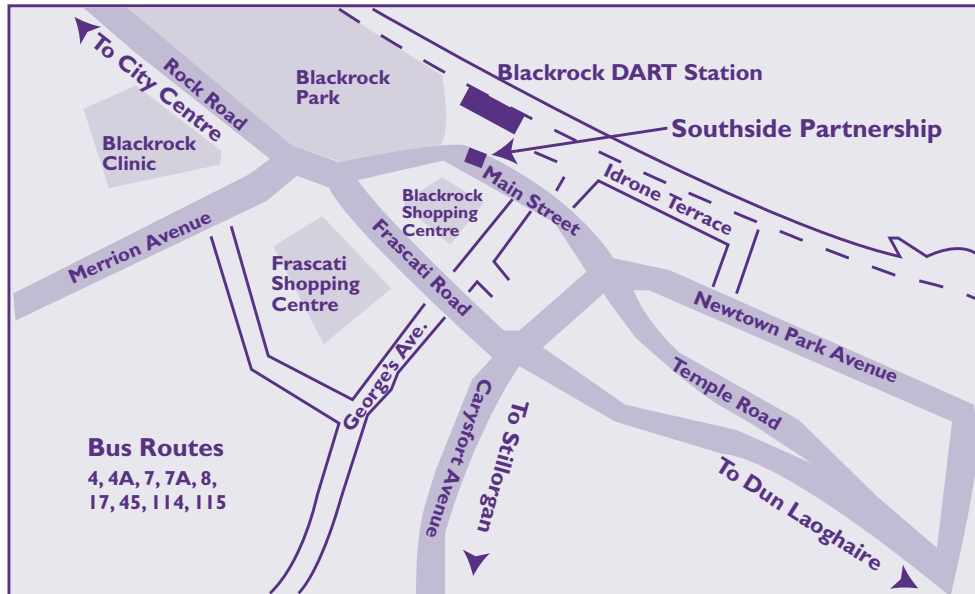 To City Centre
Rock Road
Blackrock
Park
Blackrock DART Station
Southside Partnership
Blackrock
Clinic
Idrone Terrace
Main Street
Blackrock
Shopping
Centre
Merrion Avenue
Frascati
Shopping
Centre
Frascati Road
George's Ave.
Newtown Park Avenue
Temple Road
Carysfort Avenue
To Stillorgan
To Dun Laoghaire
Bus Routes
4, 4A, 7, 7A, 8,
17, 45, 114, 115